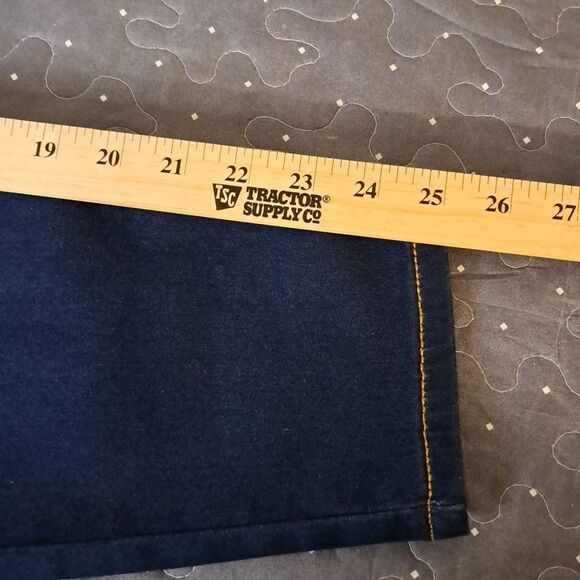 19 20 21 22 23 24 25 26 27
TSC TRACTOR®
SUPPLY CO